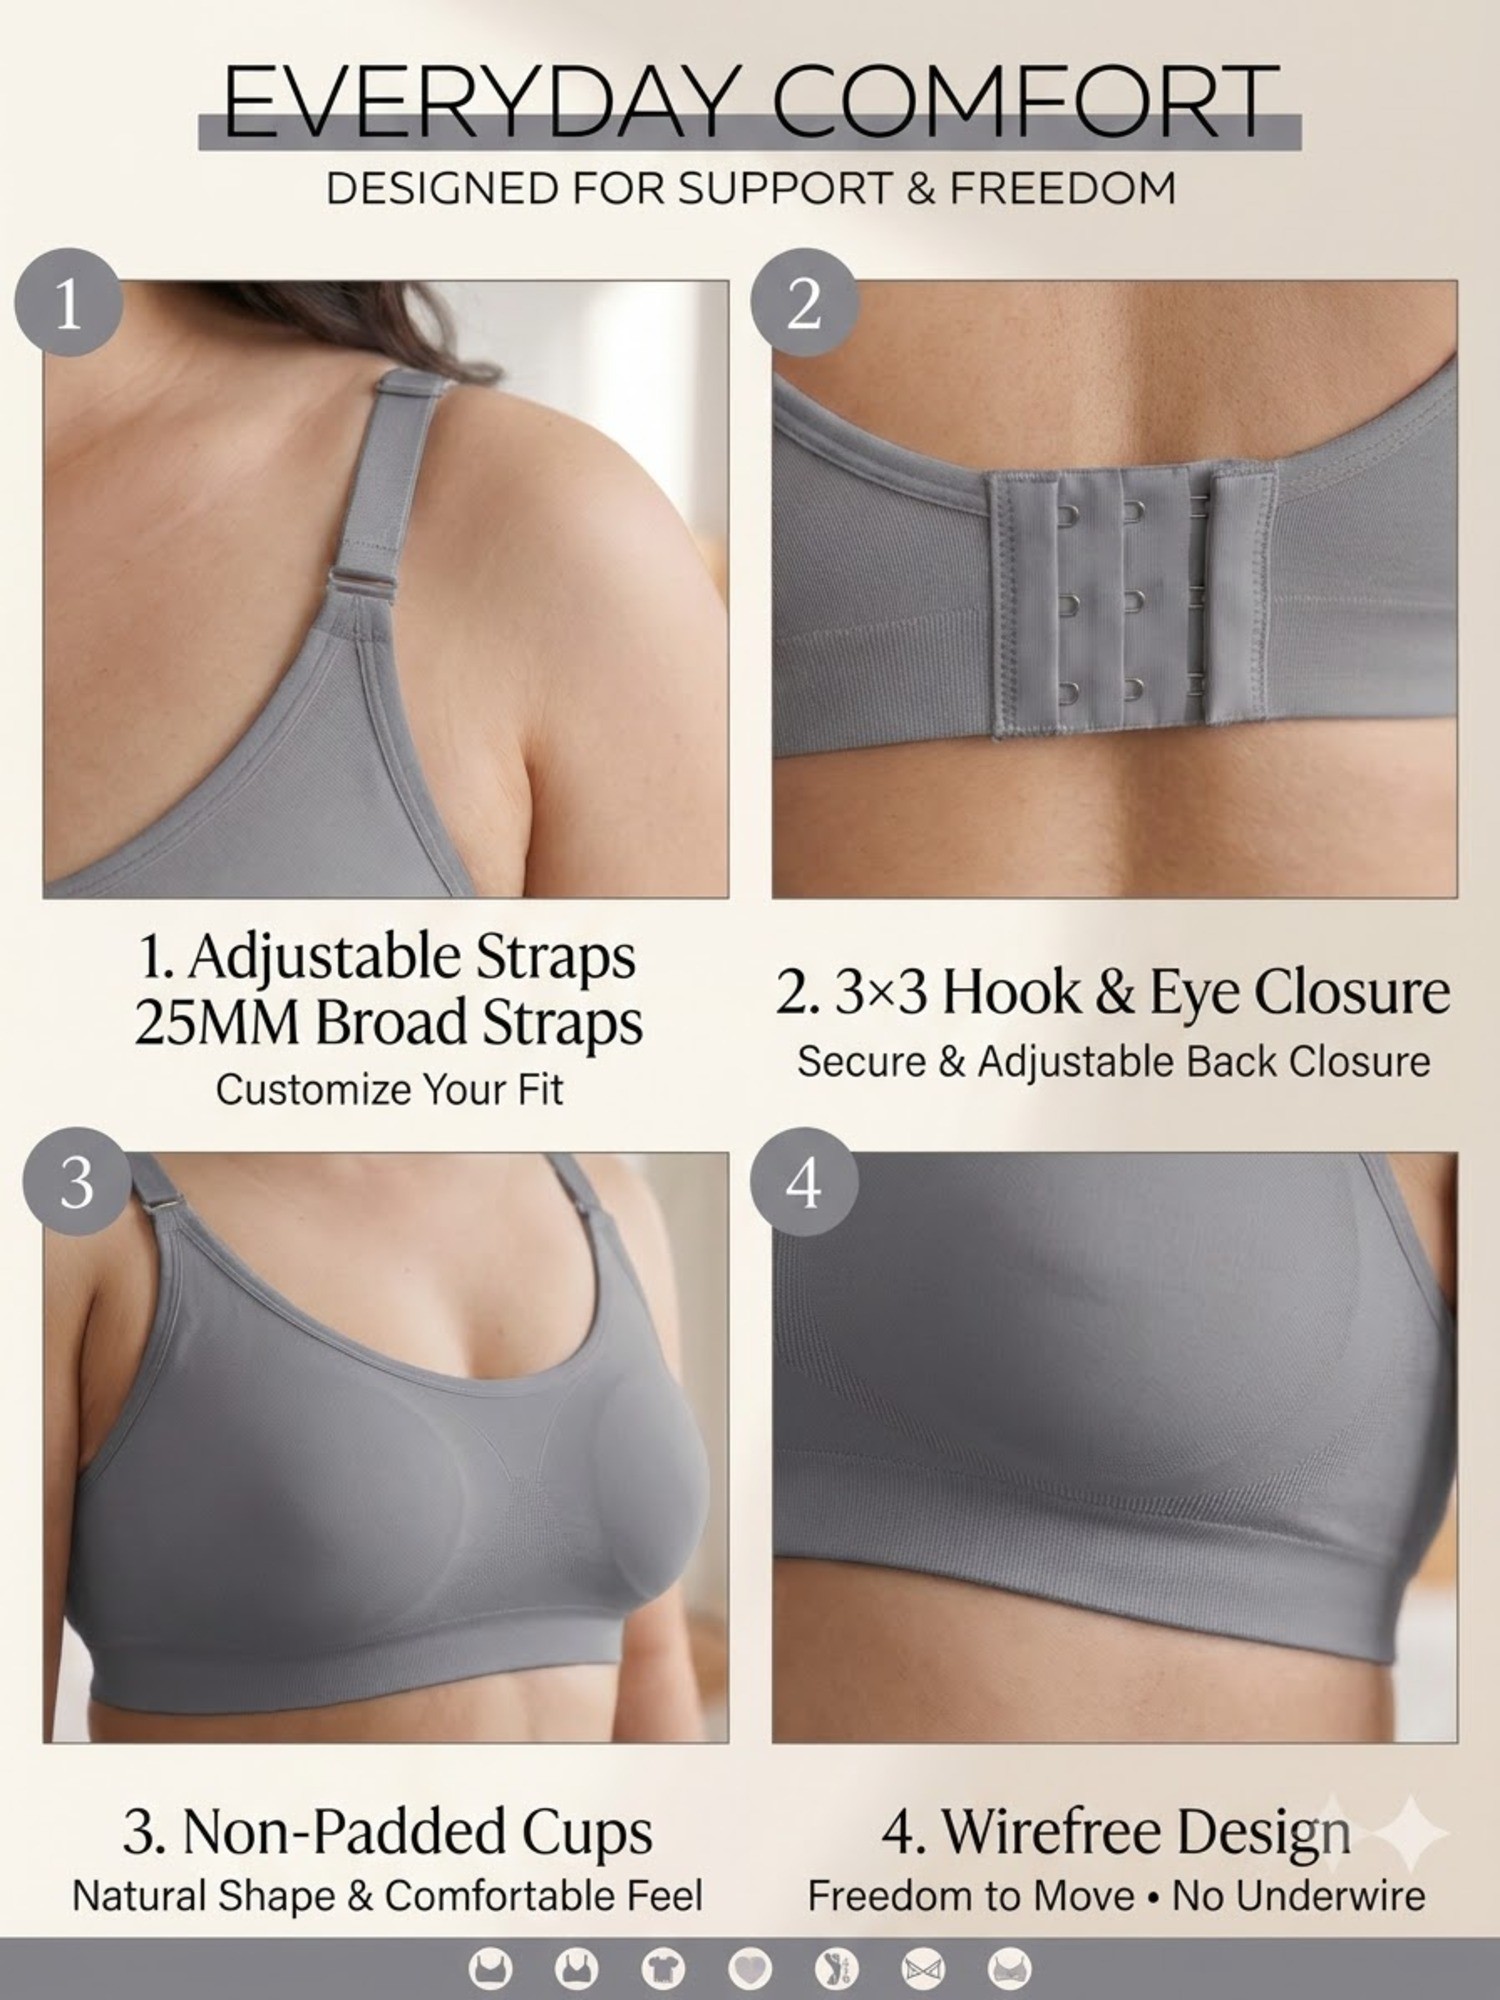 EVERYDAY COMFORT
DESIGNED FOR SUPPORT & FREEDOM
1
2
1. Adjustable Straps
25MM Broad Straps
Customize Your Fit
2. 3×3 Hook & Eye Closure
Secure & Adjustable Back Closure
3
4
3. Non-Padded Cups
Natural Shape & Comfortable Feel
4. Wirefree Design
Freedom to Move • No Underwire